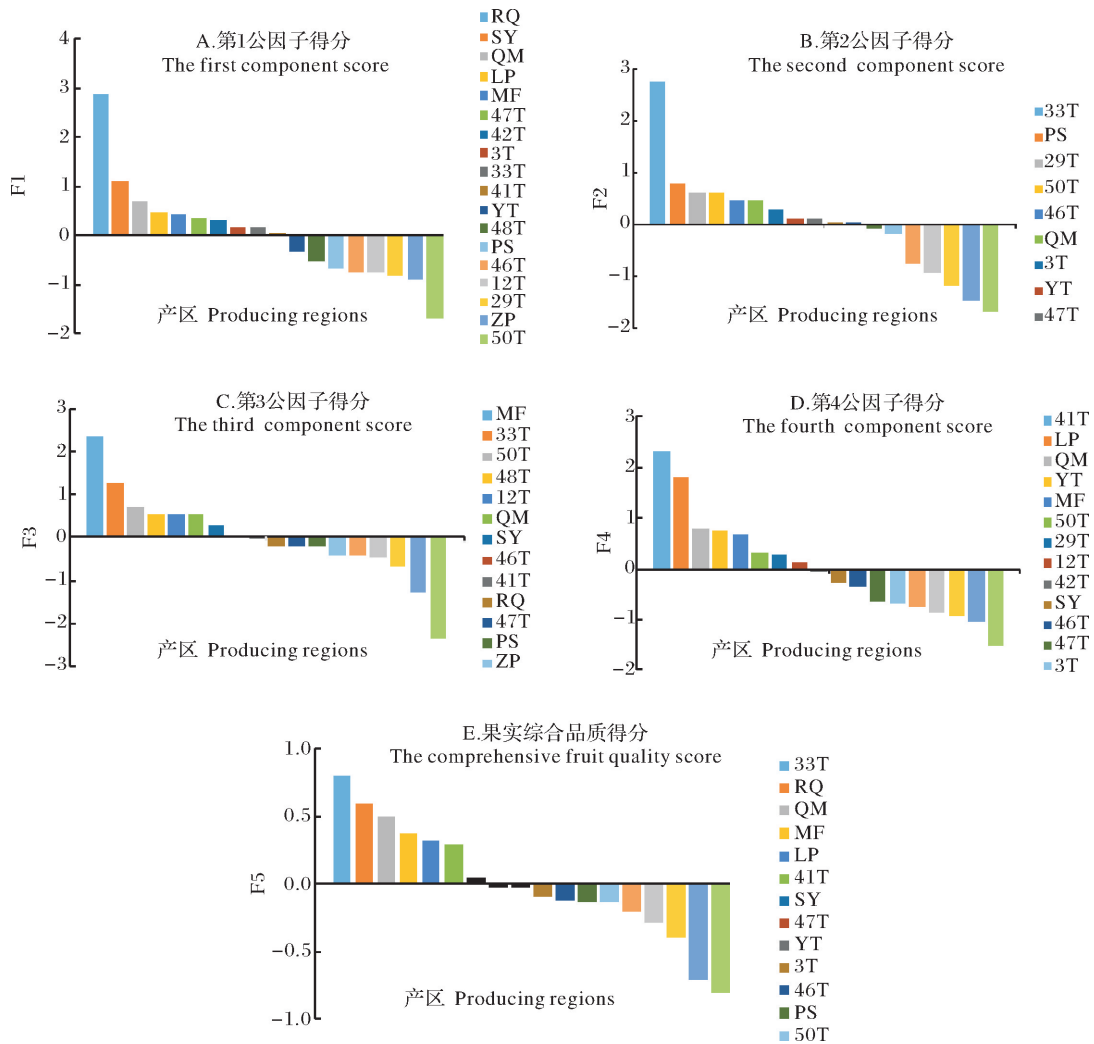 A.第1公因子得分
The first component score
4
3
2
1
0
−1
−2
F1
产区 Producing regions
RQ
SY
QM
LP
MF
47T
42T
3T
33T
41T
YT
48T
PS
46T
12T
29T
ZP
50T
B.第2公因子得分
The second component score
3
2
1
0
−1
−2
F2
产区 Producing regions
33T
PS
29T
50T
46T
QM
3T
YT
47T
C.第3公因子得分
The third component score
3
2
1
0
−1
−2
−3
F3
产区 Producing regions
MF
33T
50T
48T
12T
QM
SY
46T
41T
RQ
47T
PS
ZP
D.第4公因子得分
The fourth component score
3
2
1
0
−1
−2
F4
产区 Producing regions
41T
LP
QM
YT
MF
50T
29T
12T
42T
SY
46T
47T
3T
E.果实综合品质得分
The comprehensive fruit quality score
1.0
0.5
0.0
−0.5
−1.0
F5
产区 Producing regions
33T
RQ
QM
MF
LP
41T
SY
47T
YT
3T
46T
PS
50T